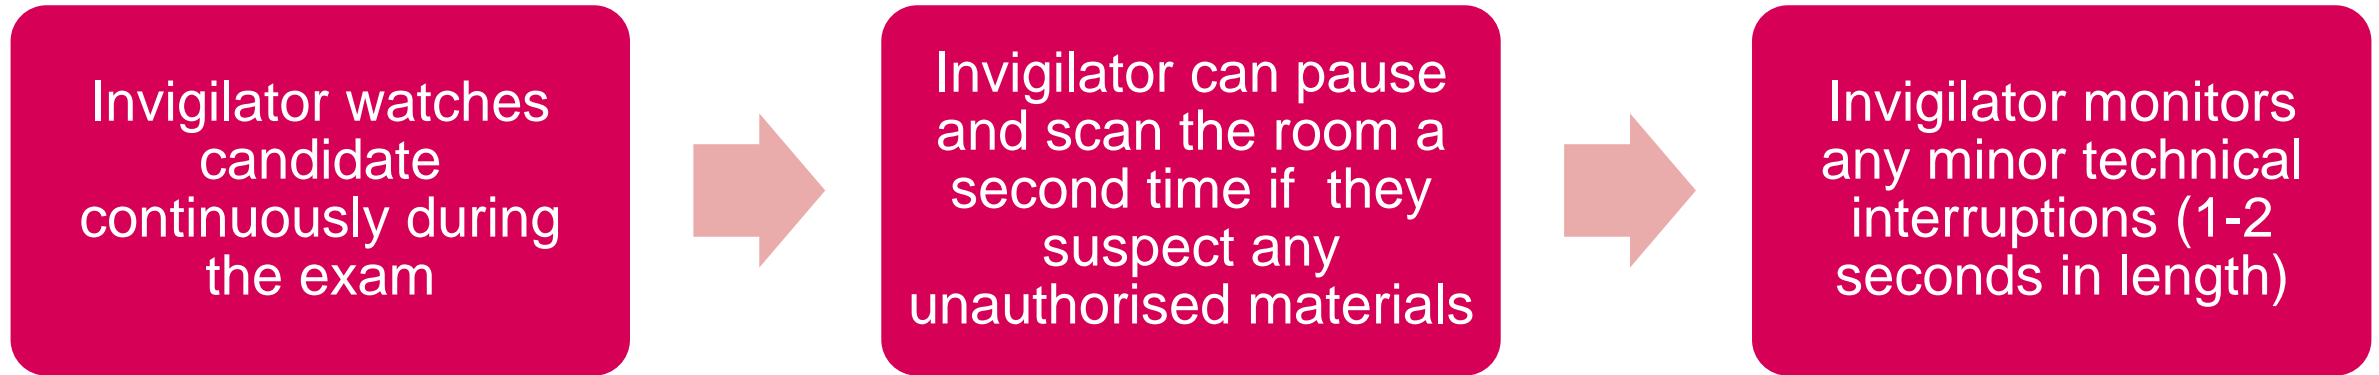 Invigilator watches
candidate
continuously during
the exam
Invigilator can pause
and scan the room a
second time if  they
suspect any
unauthorised materials
Invigilator monitors
any minor technical
interruptions (1-2
seconds in length)